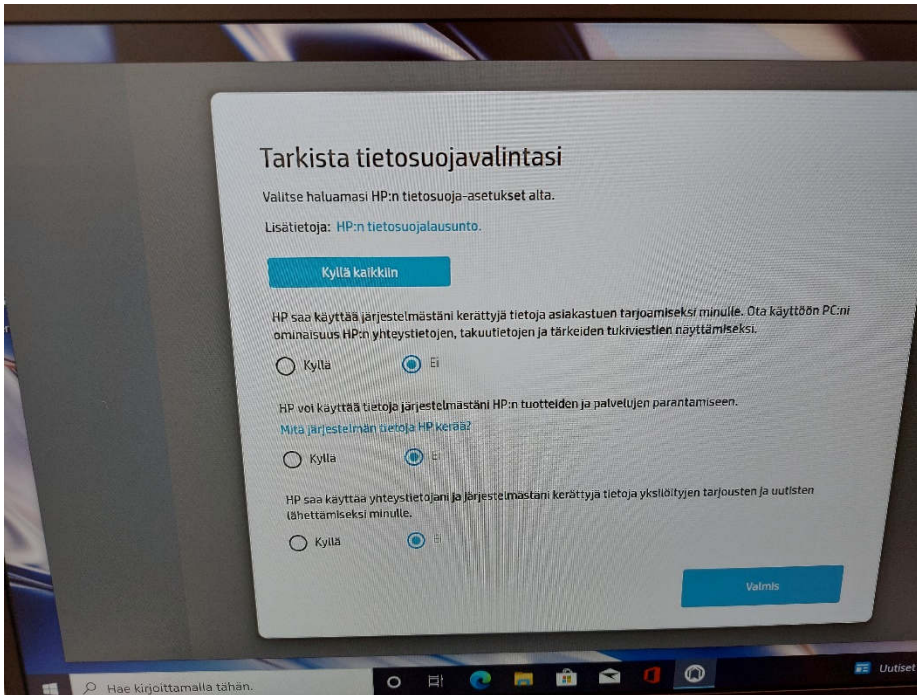 Tarkista tietosuojavalintasi
Valitse haluamasi HP:n tietosuoja-asetukset alta.
Lisätietoja: HP:n tietosuojalausunto.
Kyllä kaikkiin
HP saa käyttää järjestelmästäni kerättyjä tietoja asiakastuen tarjoamiseksi minulle. Ota käyttöön PC:ni
ominaisuus HP:n yhteystietojen, takuutietojen ja tärkeiden tukiviestien näyttämiseksi.
Kyllä Ei
HP voi käyttää tietoja järjestelmästäni HP:n tuotteiden ja palvelujen parantamiseen.
Mitä järjestelmän tietoja HP kerää?
Kyllä Ei
HP saa käyttää yhteystietojani ja järjestelmästäni kerättyjä tietoja yksilöityjen tarjousten ja uutisten
lähettämiseksi minulle.
Kyllä Ei
Valmis
Hae kirjoittamalla tähän.
Uutiset